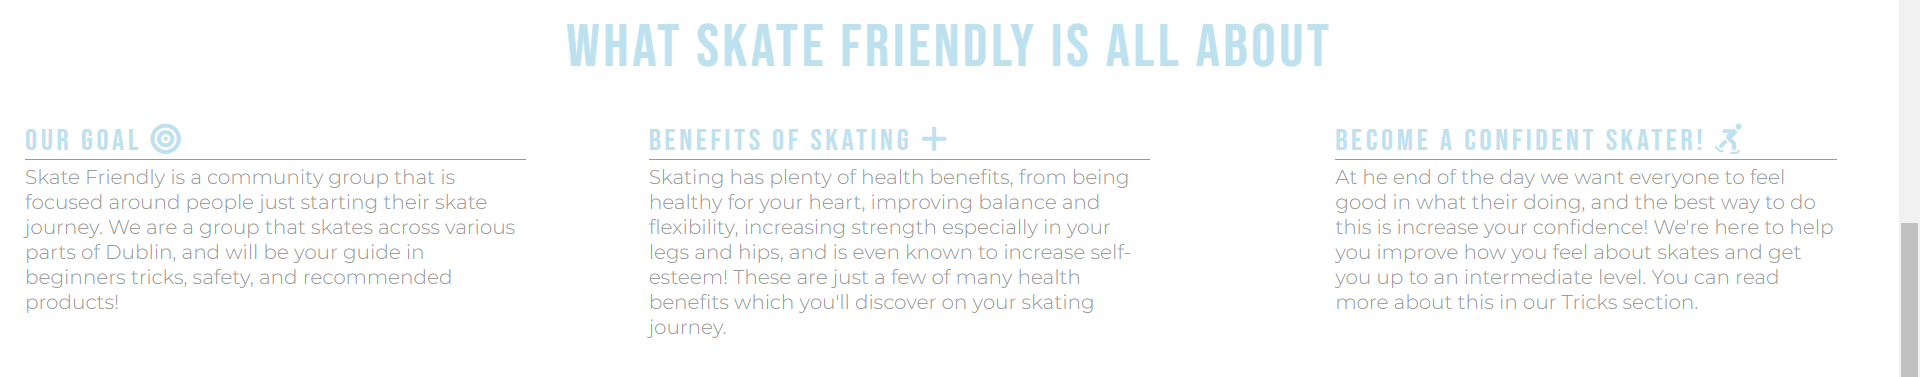 WHAT SKATE FRIENDLY IS ALL ABOUT
OUR GOAL
Skate Friendly is a community group that is
focused around people just starting their skate
journey. We are a group that skates across various
parts of Dublin, and will be your guide in
beginners tricks, safety, and recommended
products!
BENEFITS OF SKATING
Skating has plenty of health benefits, from being
healthy for your heart, improving balance and
flexibility, increasing strength especially in your
legs and hips, and is even known to increase self-
esteem! These are just a few of many health
benefits which you'll discover on your skating
journey.
BECOME A CONFIDENT SKATER!
At he end of the day we want everyone to feel
good in what their doing, and the best way to do
this is increase your confidence! We're here to help
you improve how you feel about skates and get
you up to an intermediate level. You can read
more about this in our Tricks section.